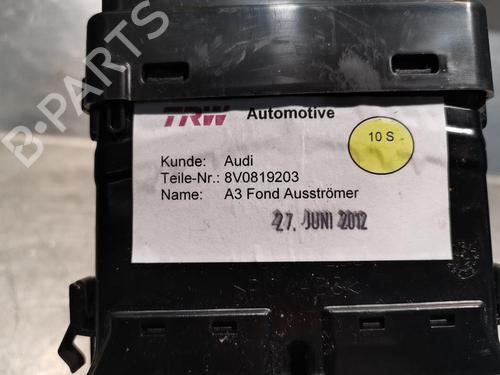 B-PARTS
TRW Automotive
10 S
Kunde: Audi
Teile-Nr.: 8V0819203
Name: A3 Fond Ausströmer
27. JUNI 2012